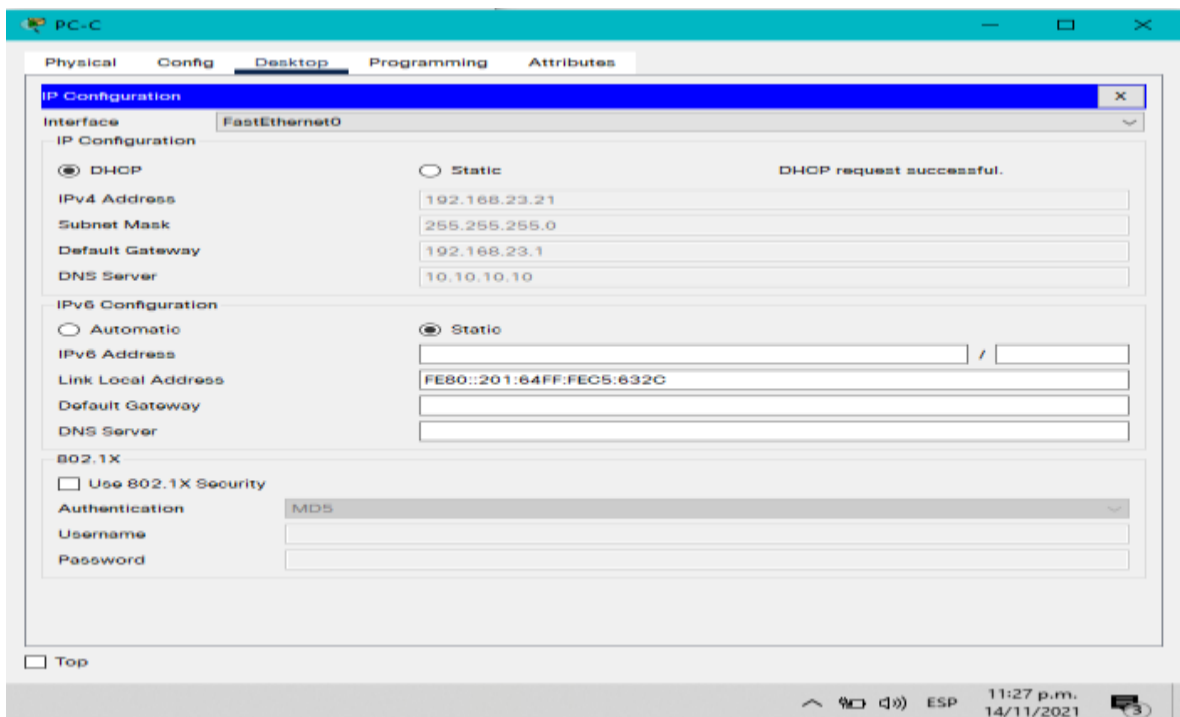 PC-C
Physical Config Desktop Programming Attributes
IP Configuration
Interface FastEthernet0
IP Configuration
DHCP Static DHCP request successful.
IPv4 Address 192.168.23.21
Subnet Mask 255.255.255.0
Default Gateway 192.168.23.1
DNS Server 10.10.10.10
IPv6 Configuration
Automatic Static
IPv6 Address /
Link Local Address FE80::201:64FF:FEC5:632C
Default Gateway
DNS Server
802.1X
Use 802.1X Security
Authentication MD5
Username
Password
Top
ESP 11:27 p.m.
14/11/2021 3